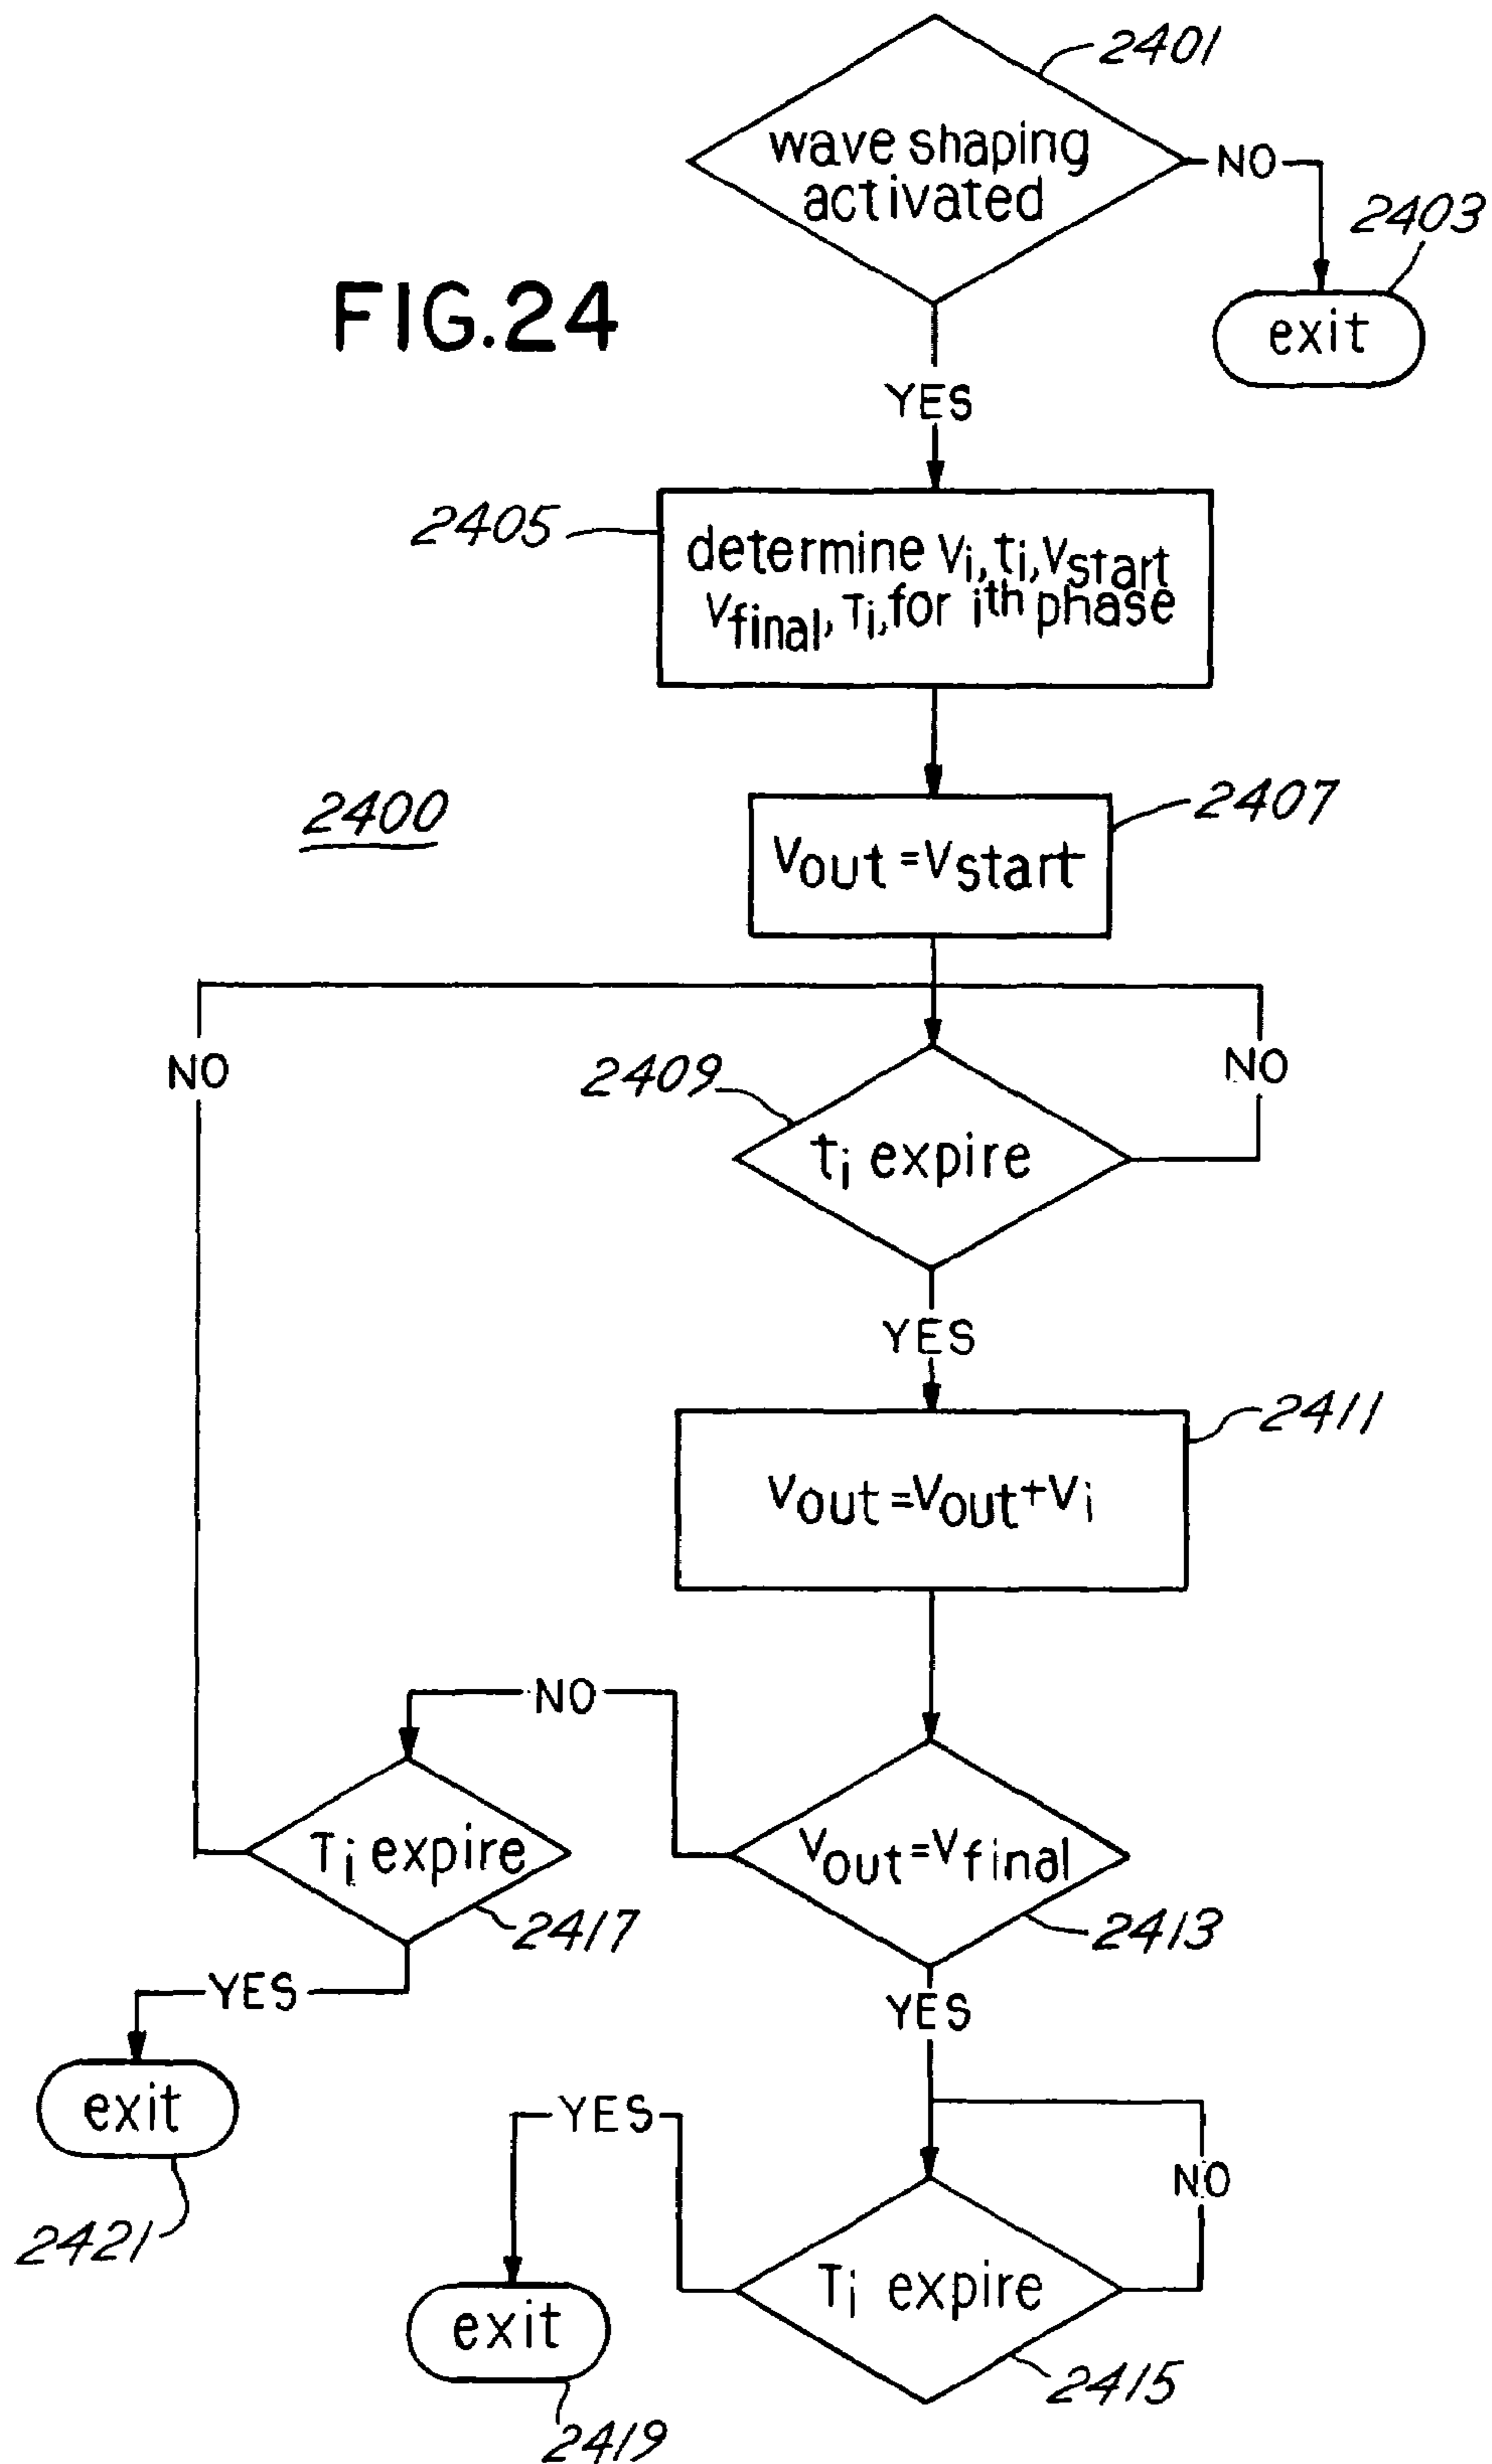 2401
wave shaping
activated
NO
2403
exit
FIG.24
YES
2405
determine Vi, ti, Vstart
Vfinal, Ti, for ith phase
2400
2407
Vout = Vstart
NO
NO
2409
ti expire
YES
2411
Vout = Vout + Vi
NO
Ti expire
Vout = Vfinal
2417
2413
YES
YES
exit
YES
NO
2421
Ti expire
exit
2415
2419